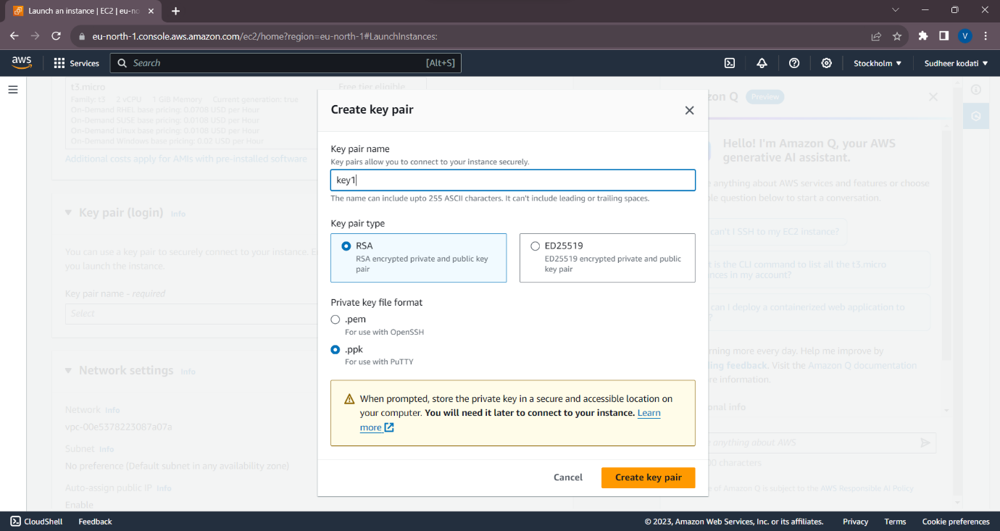 Launch an instance | EC2 | eu-no
eu-north-1.console.aws.amazon.com/ec2/home?region=eu-north-1#LaunchInstances:
V
aws
Services
Search
[Alt+S]
Stockholm
Sudheer kodati
t3.micro
Free tier eligible
Family: t3 2 vCPU 1 GiB Memory Current generation: true
On-Demand RHEL base pricing: 0.0708 USD per Hour
On-Demand SUSE base pricing: 0.0108 USD per Hour
On-Demand Linux base pricing: 0.0108 USD per Hour
On-Demand Windows base pricing: 0.02 USD per Hour
Additional costs apply for AMIs with pre-installed software
Key pair (login) Info
You can use a key pair to securely connect to your instance.
you launch the instance.
Key pair name - required
Select
Network settings Info
Network Info
vpc-00e5378223087a07a
Subnet Info
No preference (Default subnet in any availability zone)
Auto-assign public IP Info
Enable
Create key pair
Key pair name
Key pairs allow you to connect to your instance securely.
key1
The name can include upto 255 ASCII characters. It can't include leading or trailing spaces.
Key pair type
RSA
RSA encrypted private and public key
pair
ED25519
ED25519 encrypted private and public
key pair
Private key file format
.pem
For use with OpenSSH
.ppk
For use with PuTTY
When prompted, store the private key in a secure and accessible location on
your computer. You will need it later to connect to your instance. Learn
more
Cancel
Create key pair
zon Q Preview
Hello! I'm Amazon Q, your AWS
generative AI assistant.
anything about AWS services and features or choose
le question below to start a conversation.
can't I SSH to my EC2 instance?
t is the CLI command to list all the t3.micro
nces in my account?
can I deploy a containerized web application to
?
rning more every day. Help me improve by
ing feedback. Visit the Amazon Q documentation
re information.
onal info
anything about AWS
00 characters
e of Amazon Q is subject to the AWS Responsible AI Policy
CloudShell
Feedback
© 2023, Amazon Web Services, Inc. or its affiliates.
Privacy
Terms
Cookie preferences